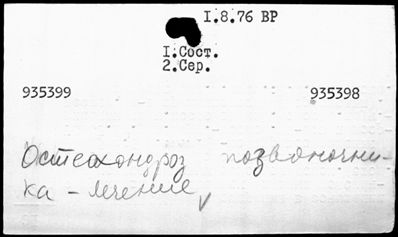 I.8.76 ВР
I.Сост.
2.Сер.
935399 935398
Остеохондроз позвоночни-
ка - лечение